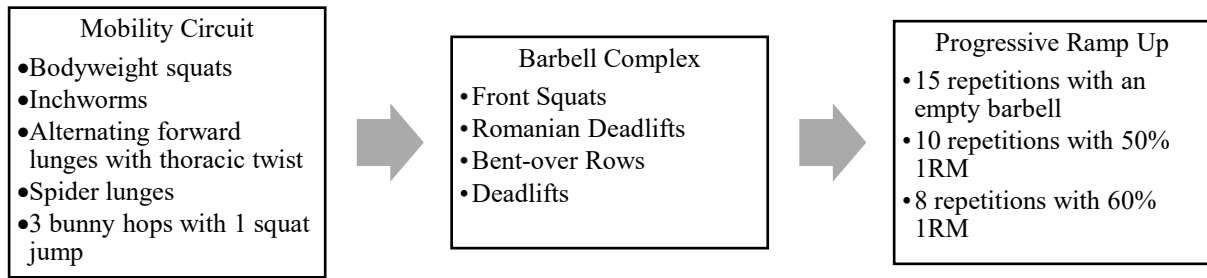 Mobility Circuit
•Bodyweight squats
•Inchworms
•Alternating forward
lunges with thoracic twist
•Spider lunges
•3 bunny hops with 1 squat
jump
Barbell Complex
•Front Squats
•Romanian Deadlifts
•Bent-over Rows
•Deadlifts
Progressive Ramp Up
•15 repetitions with an
empty barbell
•10 repetitions with 50%
1RM
•8 repetitions with 60%
1RM